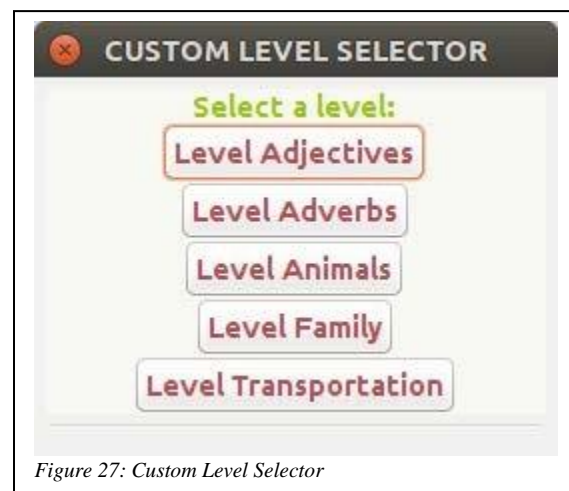 CUSTOM LEVEL SELECTOR
Select a level:
Level Adjectives
Level Adverbs
Level Animals
Level Family
Level Transportation
Figure 27: Custom Level Selector